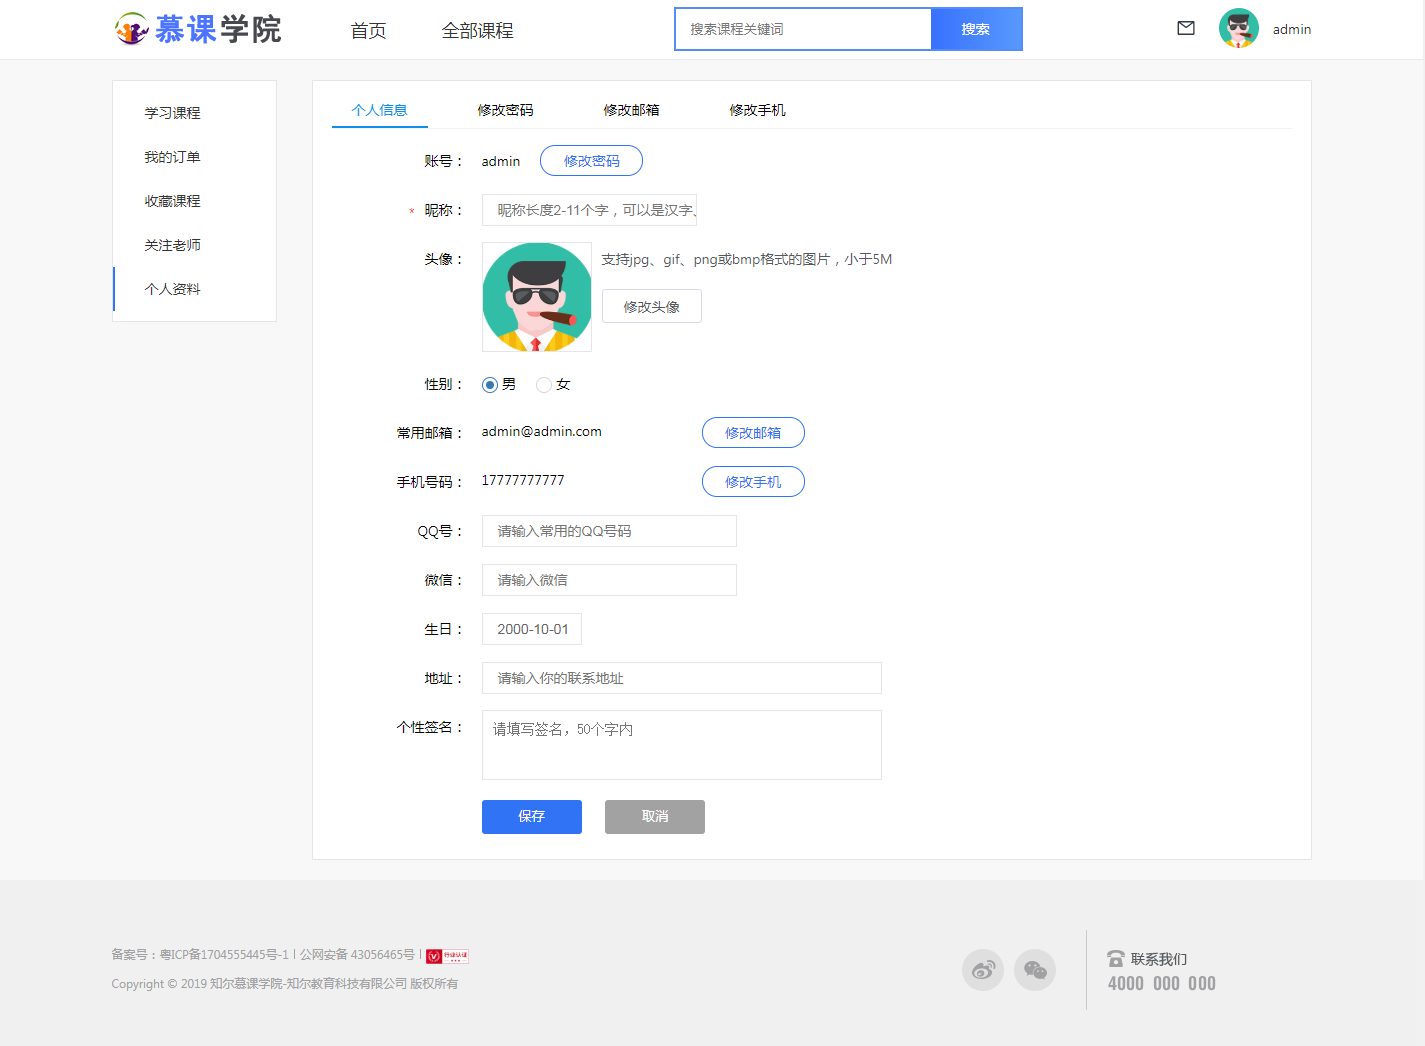 慕课学院
首页
全部课程
搜索课程关键词
搜索
admin
学习课程
我的订单
收藏课程
关注老师
个人资料
个人信息
修改密码
修改邮箱
修改手机
账号：
admin
修改密码
* 昵称：
昵称长度2-11个字，可以是汉字、
头像：
支持jpg、gif、png或bmp格式的图片，小于5M
修改头像
性别：
男
女
常用邮箱：
admin@admin.com
修改邮箱
手机号码：
17777777777
修改手机
QQ号：
请输入常用的QQ号码
微信：
请输入微信
生日：
2000-10-01
地址：
请输入你的联系地址
个性签名：
请填写签名，50个字内
保存
取消
备案号：粤ICP备1704555445号-1 | 公网安备 43056465号 | 行业认证
Copyright © 2019 知尔慕课学院-知尔教育科技有限公司 版权所有
联系我们
4000 000 000